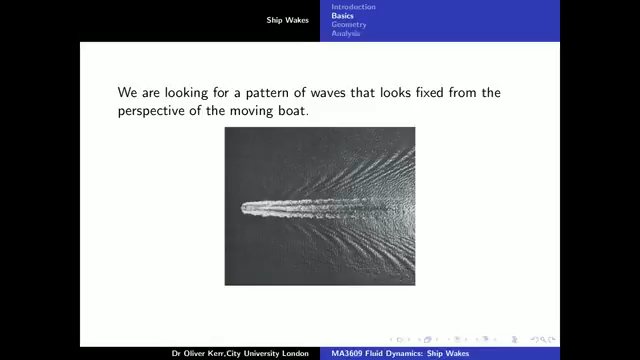 Ship Wakes
Introduction
Basics
Geometry
Analysis
We are looking for a pattern of waves that looks fixed from the
perspective of the moving boat.
Dr Oliver Kerr,City University London
MA3609 Fluid Dynamics: Ship Wakes